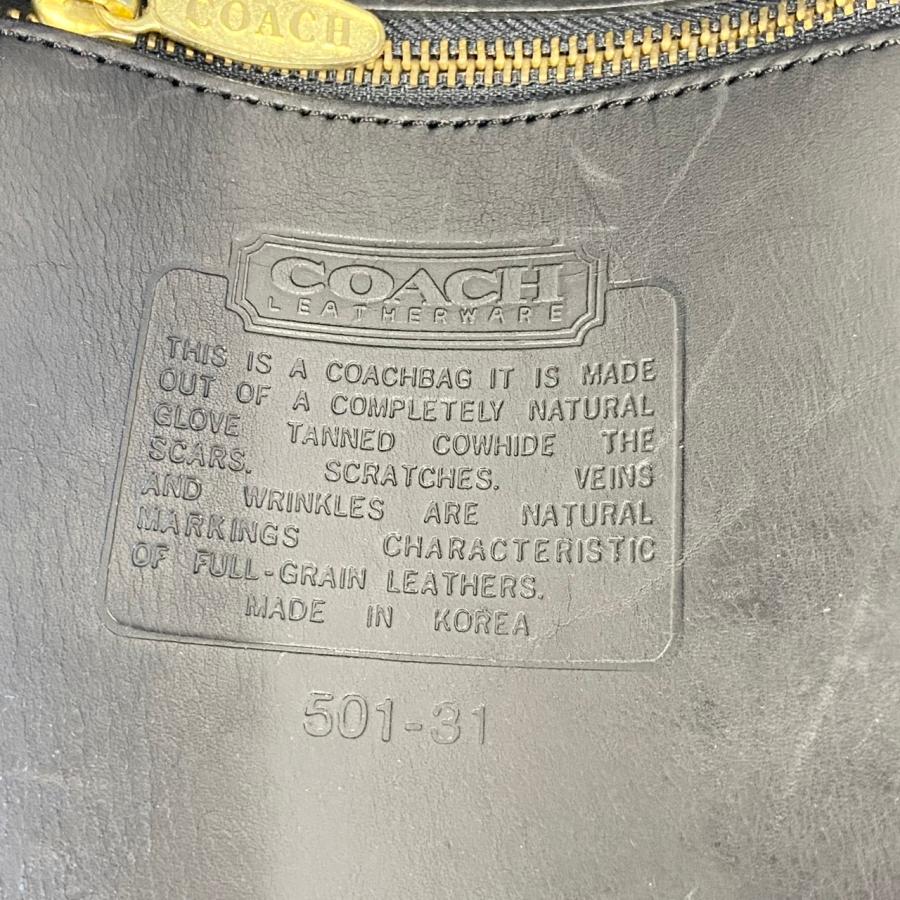 COACH
COACH
LEATHERWARE
THIS IS A COACHBAG IT IS MADE
OUT OF A COMPLETELY NATURAL
GLOVE TANNED COWHIDE THE
SCARS. SCRATCHES. VEINS
AND WRINKLES ARE NATURAL
MARKINGS CHARACTERISTIC
OF FULL-GRAIN LEATHERS.
MADE IN KOREA
501-31